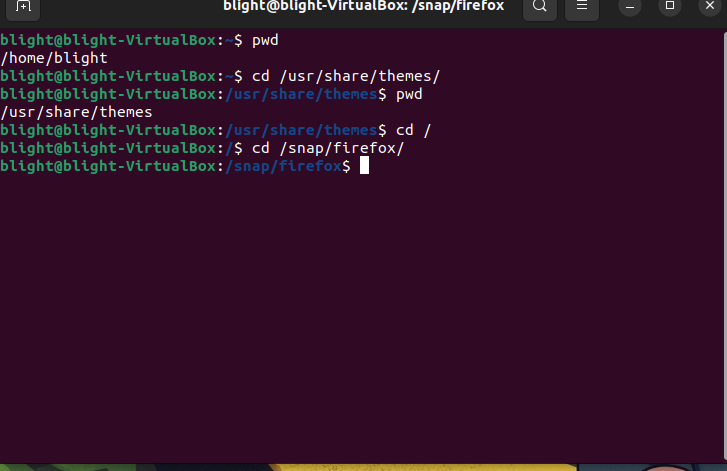 blight@blight-VirtualBox: /snap/firefox
blight@blight-VirtualBox:~$ pwd
/home/blight
blight@blight-VirtualBox:~$ cd /usr/share/themes/
blight@blight-VirtualBox:/usr/share/themes$ pwd
/usr/share/themes
blight@blight-VirtualBox:/usr/share/themes$ cd /
blight@blight-VirtualBox:/$ cd /snap/firefox/
blight@blight-VirtualBox:/snap/firefox$